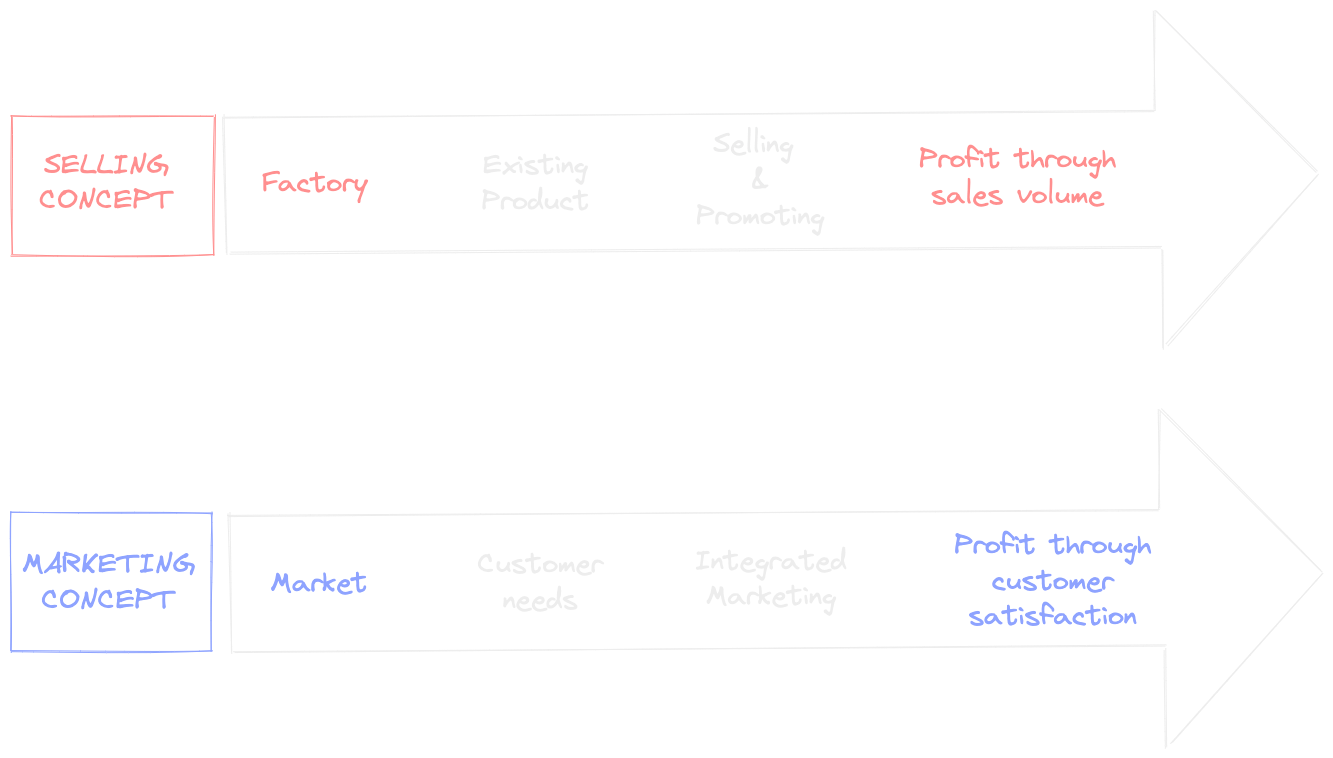 SELLING
CONCEPT
Factory
Existing
Product
Selling
&
Promoting
Profit through
sales volume
MARKETING
CONCEPT
Market
Customer
needs
Integrated
Marketing
Profit through
customer
satisfaction